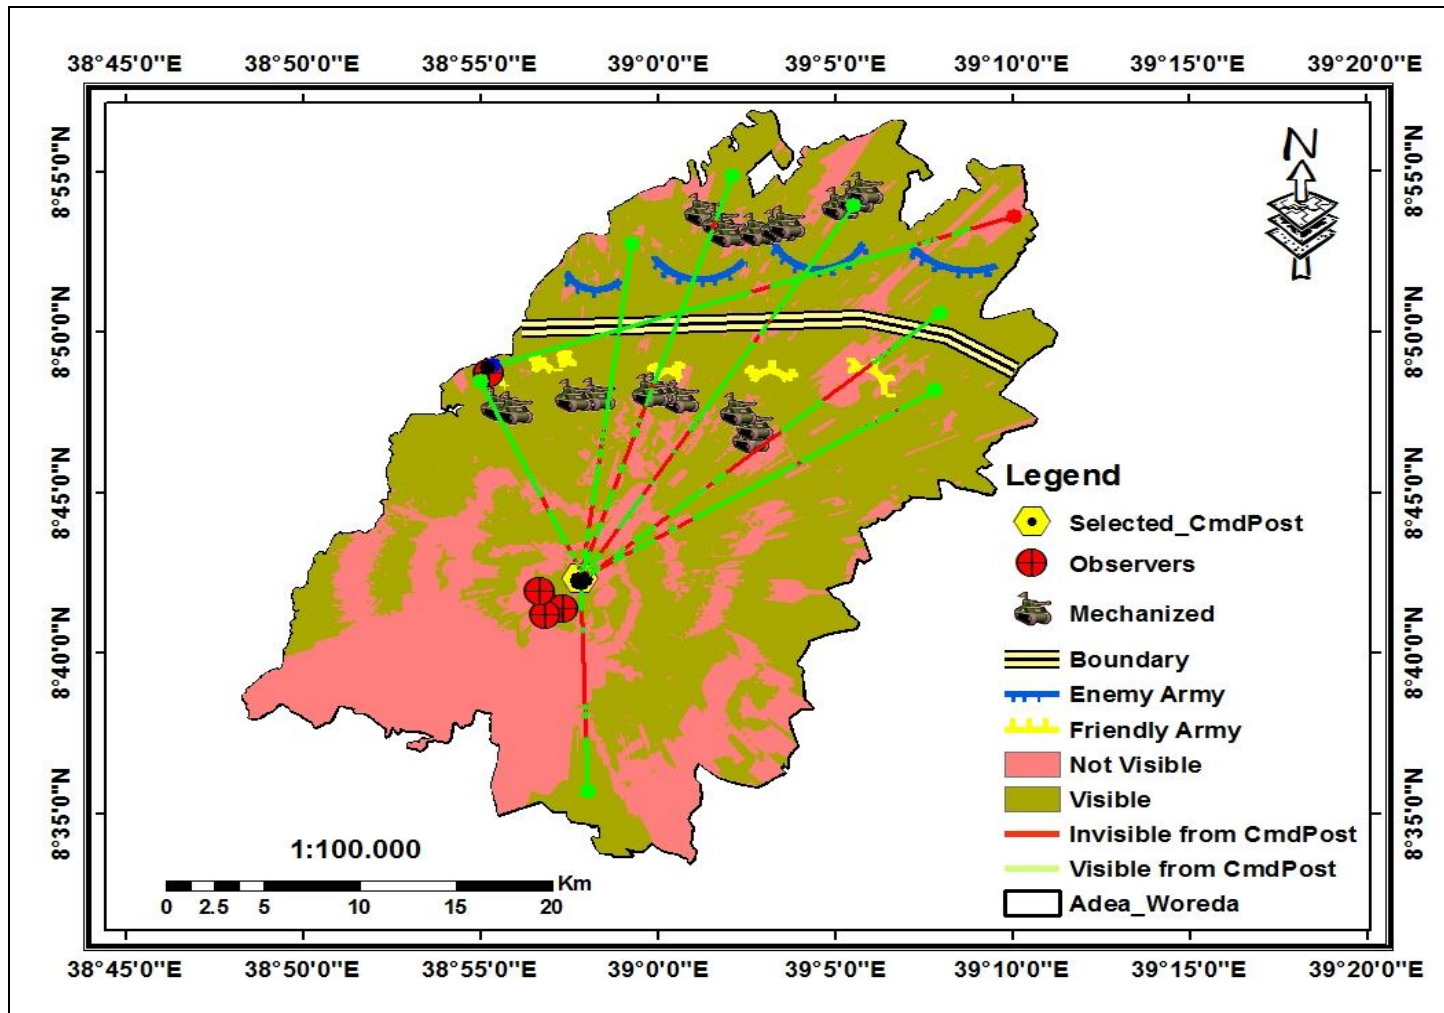 38°45'0"E 38°50'0"E 38°55'0"E 39°0'0"E 39°5'0"E 39°10'0"E 39°15'0"E 39°20'0"E
N
8°55'0"N 8°55'0"N
8°50'0"N 8°50'0"N
8°45'0"N 8°45'0"N
8°40'0"N 8°40'0"N
8°35'0"N 8°35'0"N
Legend
Selected_CmdPost
Observers
Mechanized
Boundary
Enemy Army
Friendly Army
Not Visible
Visible
Invisible from CmdPost
Visible from CmdPost
Adea_Woreda
1:100.000
Km
0 2.5 5 10 15 20
38°45'0"E 38°50'0"E 38°55'0"E 39°0'0"E 39°5'0"E 39°10'0"E 39°15'0"E 39°20'0"E